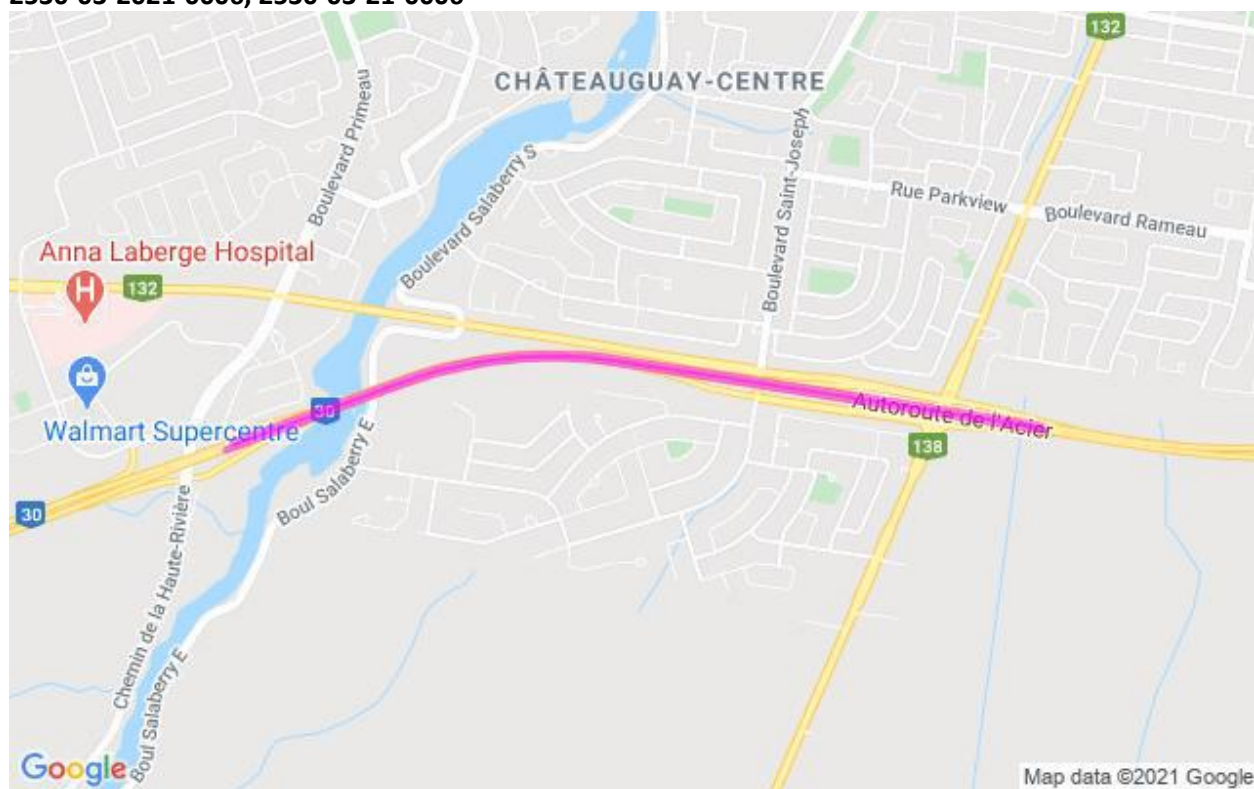 132
CHÂTEAUGUAY-CENTRE
Boulevard Primeau
Boulevard Salaberry S
Boulevard Saint-Joseph
Rue Parkview
Boulevard Rameau
Anna Laberge Hospital
H
132
Walmart Supercentre
30
Autoroute de l'Acier
138
30
Boul Salaberry E
Chemin de la Haute-Rivière
Boul Salaberry E
Google
Map data ©2021 Google